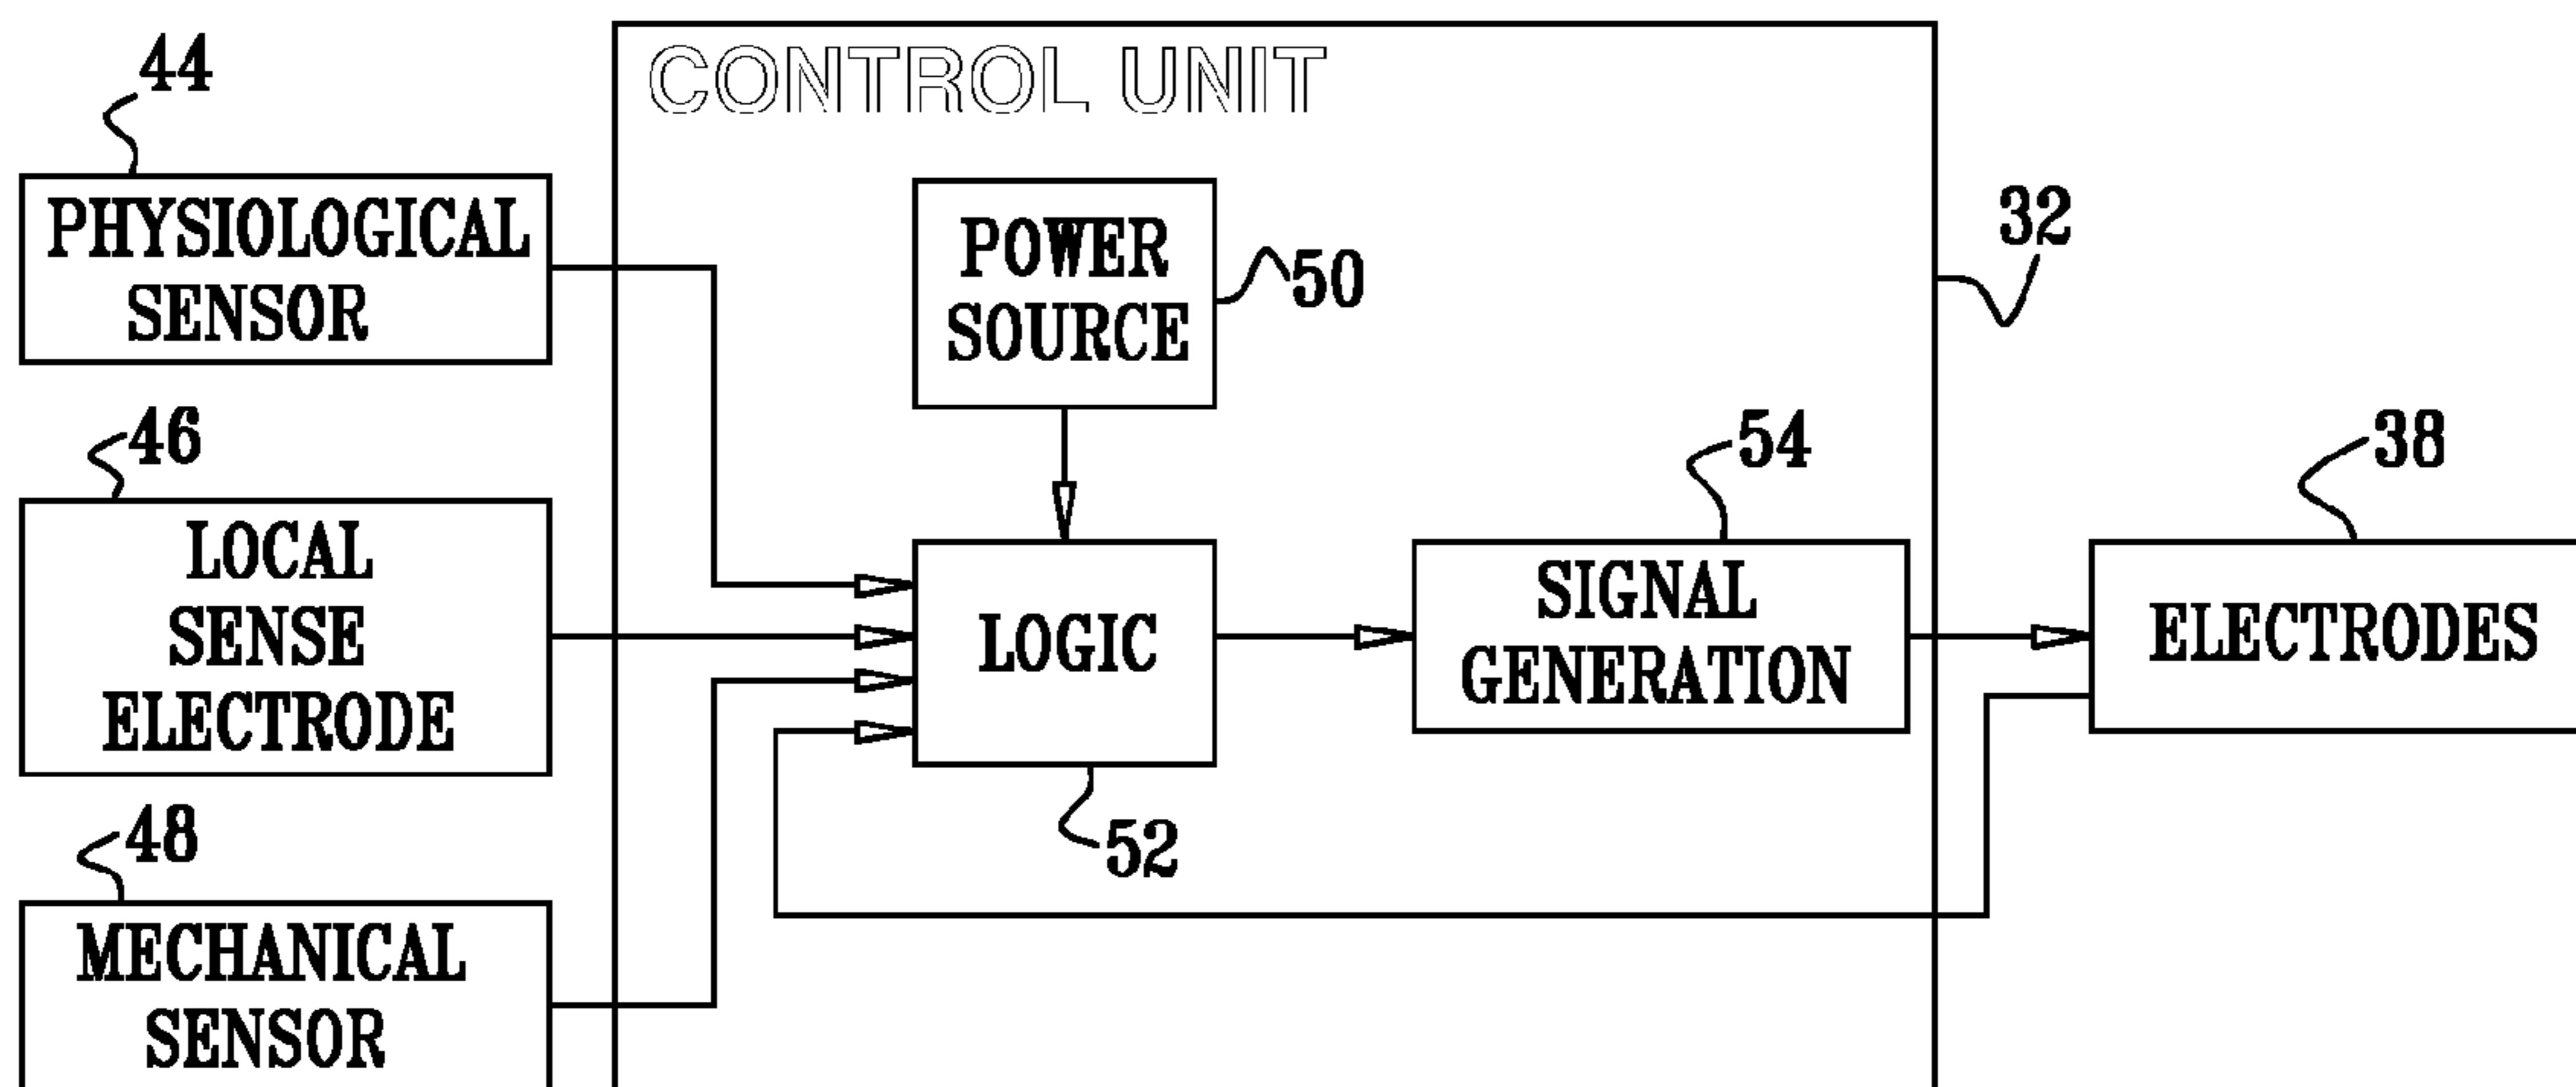 CONTROL UNIT
44
PHYSIOLOGICAL
SENSOR
POWER
SOURCE
50
32
46
LOCAL
SENSE
ELECTRODE
LOGIC
52
54
SIGNAL
GENERATION
38
ELECTRODES
48
MECHANICAL
SENSOR